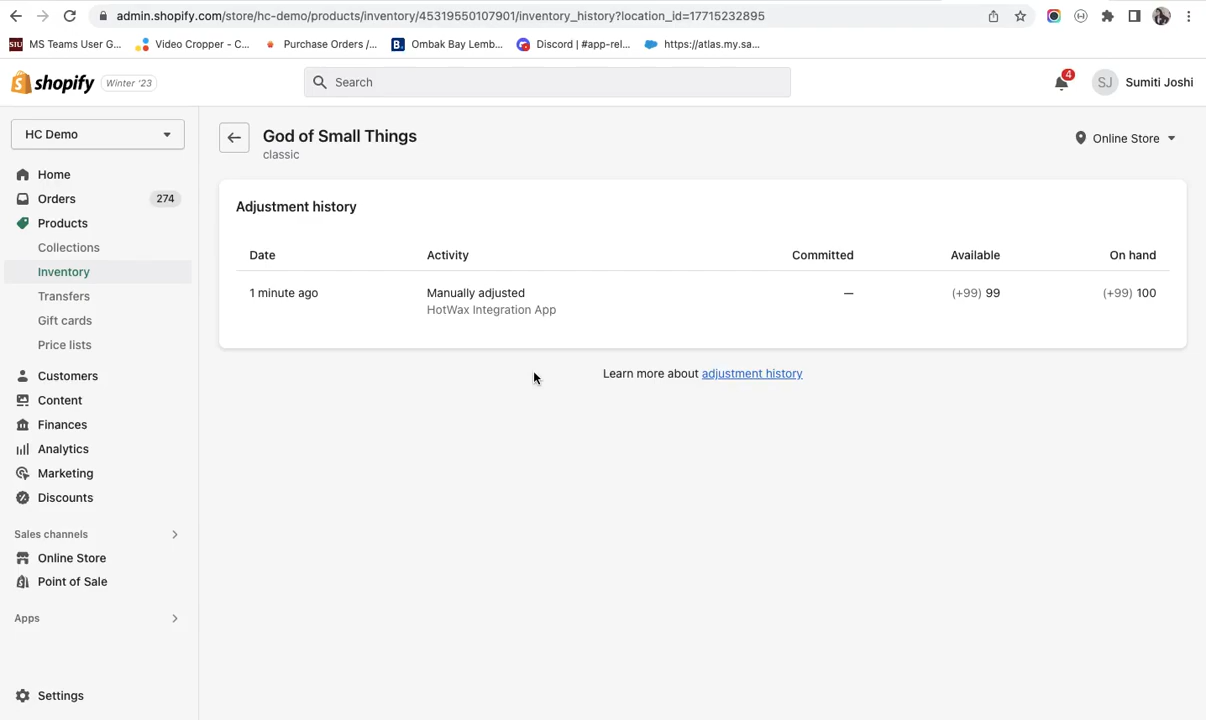 admin.shopify.com/store/hc-demo/products/inventory/45319550107901/inventory_history?location_id=17715232895
SIU MS Teams User G... Video Cropper - C... Purchase Orders /... B. Ombak Bay Lemb... Discord | #app-rel... https://atlas.my.sa...
shopify Winter '23 Search 4 SJ Sumiti Joshi
HC Demo
Home
Orders 274
Products
Collections
Inventory
Transfers
Gift cards
Price lists
Customers
Content
Finances
Analytics
Marketing
Discounts
Sales channels
Online Store
Point of Sale
Apps
Settings
God of Small Things
classic
Online Store
Adjustment history
Date Activity Committed Available On hand
1 minute ago Manually adjusted — (+99) 99 (+99) 100
HotWax Integration App
Learn more about adjustment history